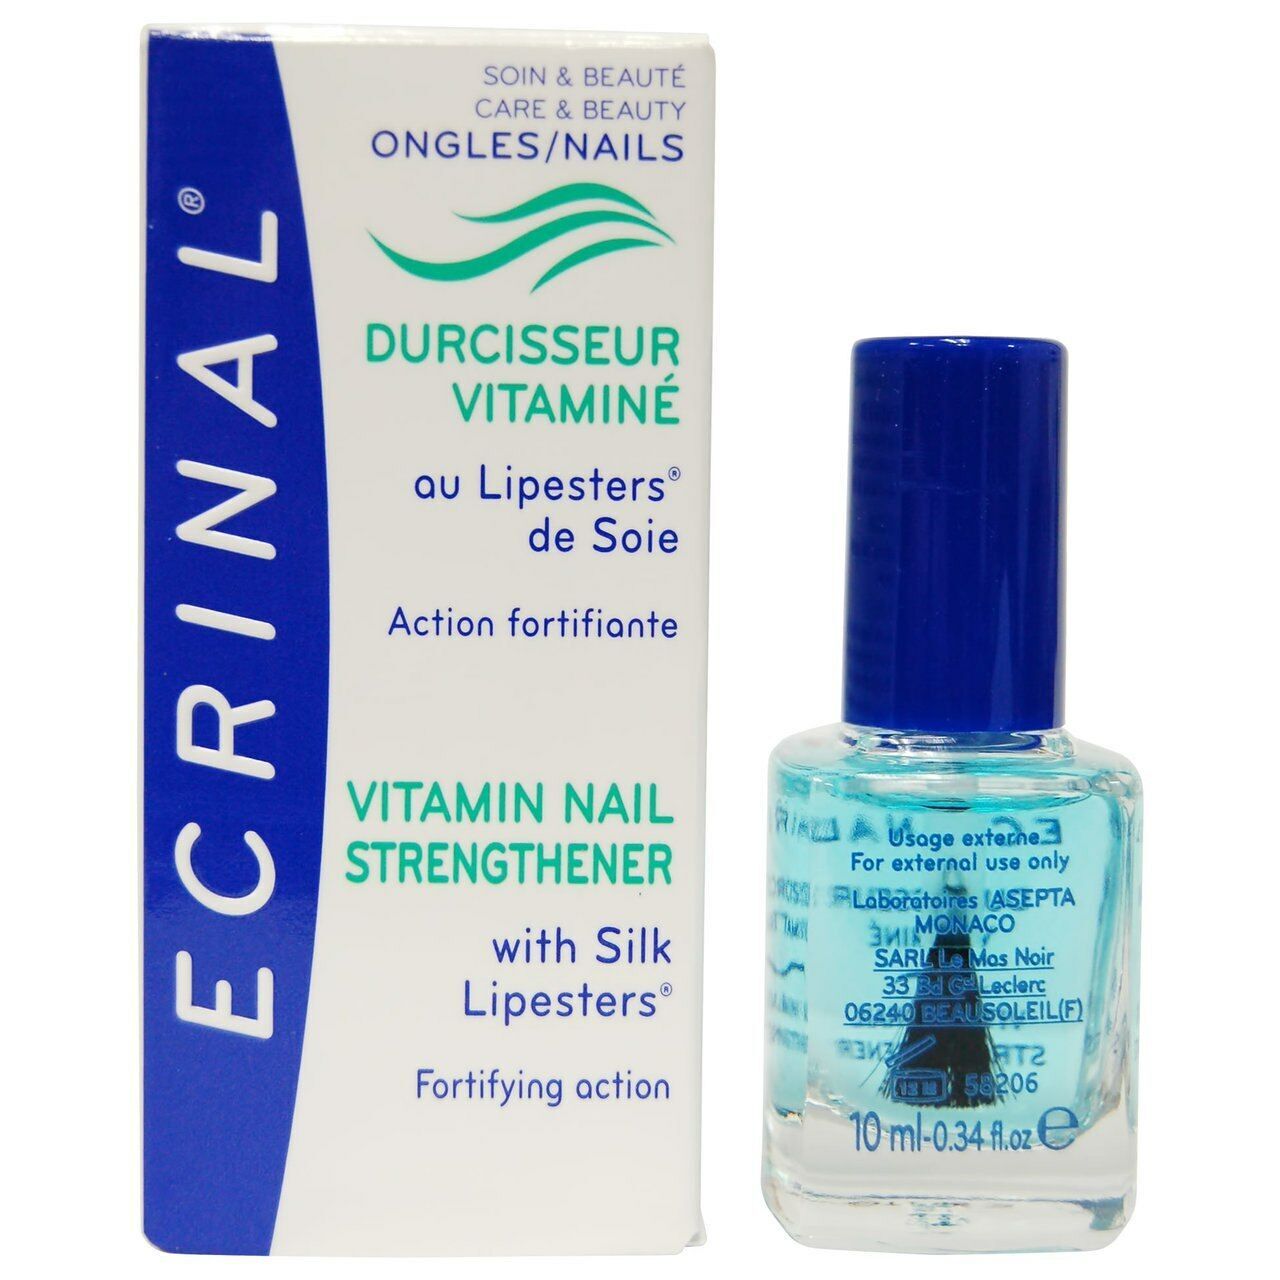 ECRINAL®
SOIN & BEAUTÉ
CARE & BEAUTY
ONGLES/NAILS
DURCISSEUR
VITAMINÉ
au Lipesters®
de Soie
Action fortifiante
VITAMIN NAIL
STRENGTHENER
with Silk
Lipesters®
Fortifying action
Usage externe
For external use only
Laboratoires ASEPTA
MONACO
SARL Le Mas Noir
33 Bd Gal Leclerc
06240 BEAUSOLEIL(F)
12 M 58206
10 ml-0.34 fl.oz e